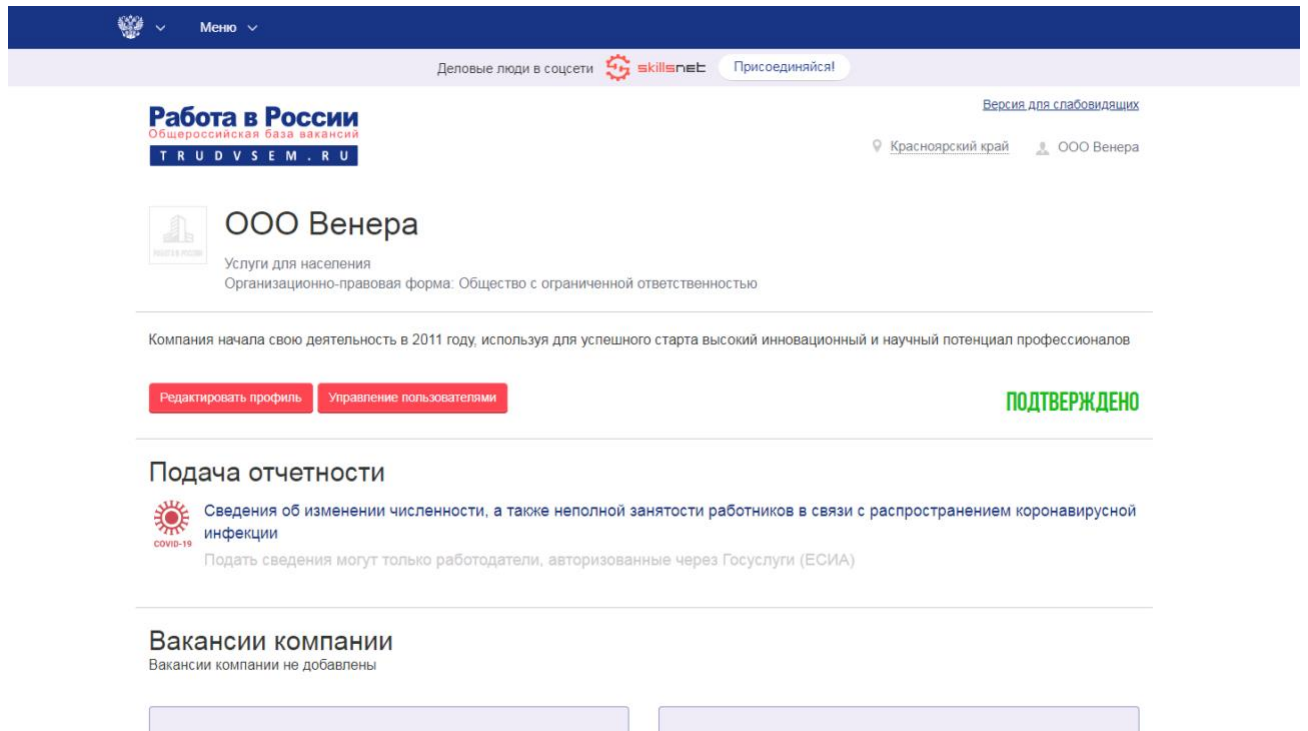 Меню
Деловые люди в соцсети skillsnet Присоединяйся!
Версия для слабовидящих
Работа в России
Общероссийская база вакансий
TRUDVSEM.RU
Красноярский край ООО Венера
ООО Венера
РАБОТА В РОССИИ
Услуги для населения
Организационно-правовая форма: Общество с ограниченной ответственностью
Компания начала свою деятельность в 2011 году, используя для успешного старта высокий инновационный и научный потенциал профессионалов
Редактировать профиль Управление пользователями ПОДТВЕРЖДЕНО
Подача отчетности
Сведения об изменении численности, а также неполной занятости работников в связи с распространением коронавирусной
инфекции
COVID-19
Подать сведения могут только работодатели, авторизованные через Госуслуги (ЕСИА)
Вакансии компании
Вакансии компании не добавлены